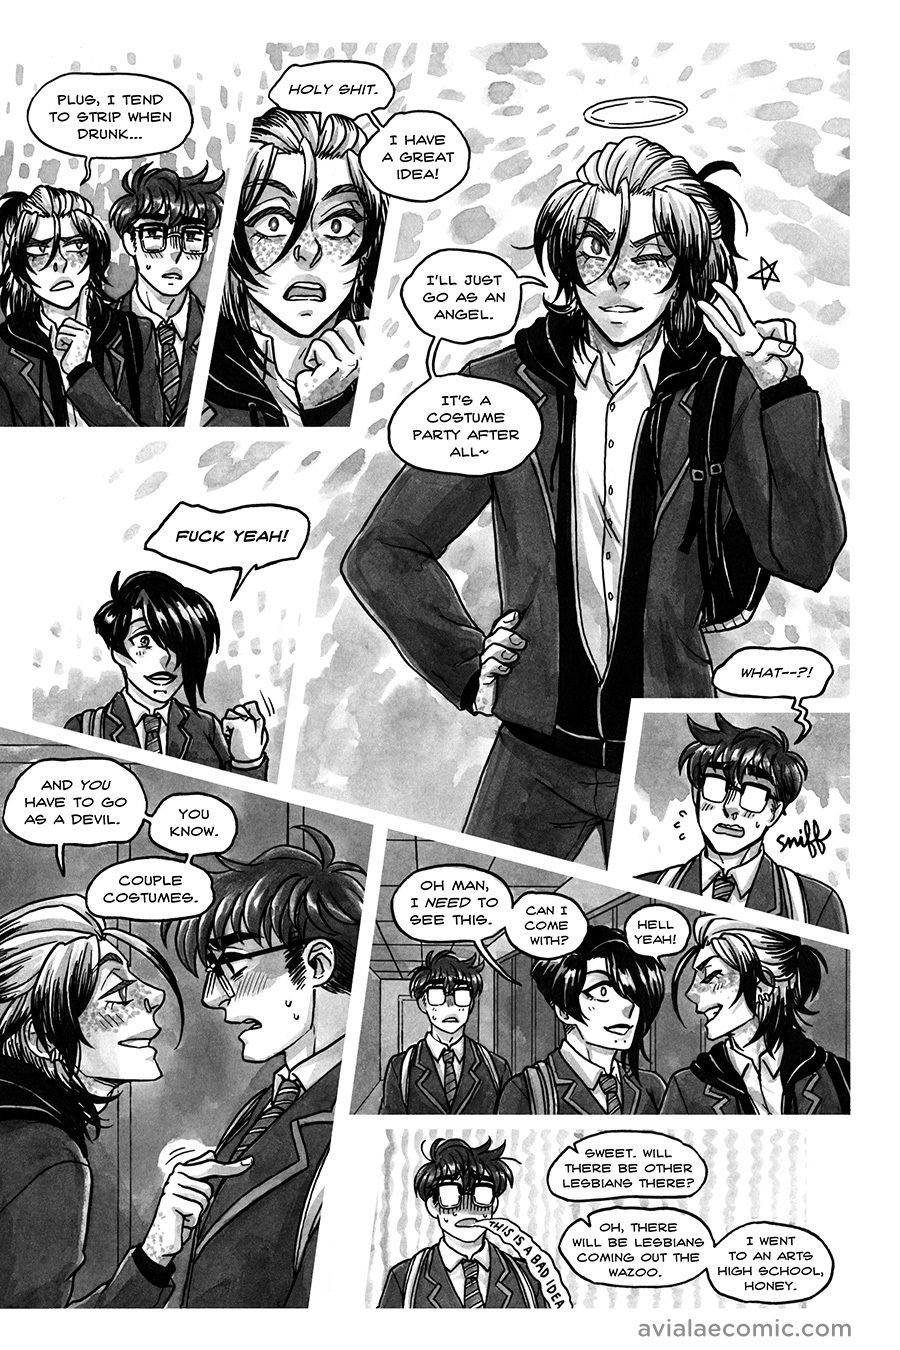 PLUS, I TEND
TO STRIP WHEN
DRUNK...
HOLY SHIT.
I HAVE
A GREAT
IDEA!
I'LL JUST
GO AS AN
ANGEL.
IT'S A
COSTUME
PARTY AFTER
ALL~
FUCK YEAH!
WHAT--?!
sniff
AND YOU
HAVE TO GO
AS A DEVIL.
YOU
KNOW.
COUPLE
COSTUMES.
OH MAN,
I NEED TO
SEE THIS.
CAN I
COME
WITH?
HELL
YEAH!
THIS IS A BAD IDEA
SWEET. WILL
THERE BE OTHER
LESBIANS THERE?
OH, THERE
WILL BE LESBIANS
COMING OUT THE
WAZOO.
I WENT
TO AN ARTS
HIGH SCHOOL,
HONEY.
avialaecomic.com